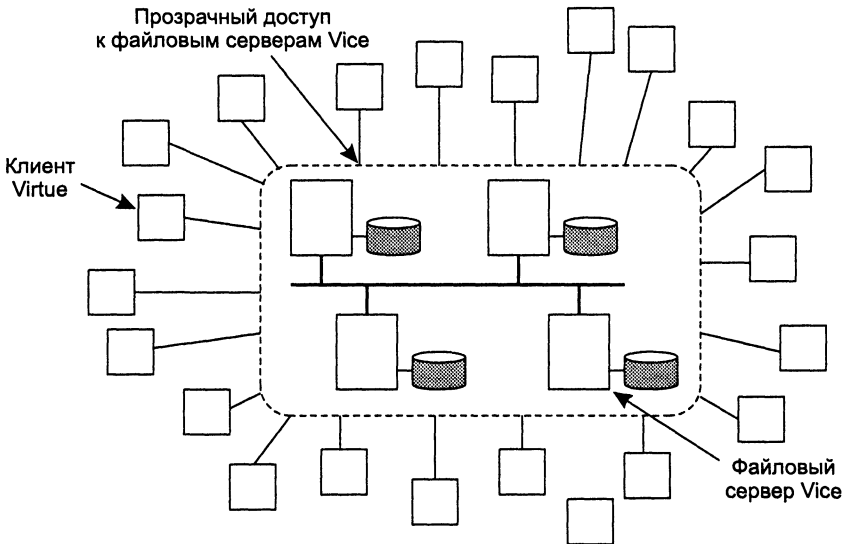 Прозрачный доступ
к файловым серверам Vice
Клиент
Virtue
Файловый
сервер Vice